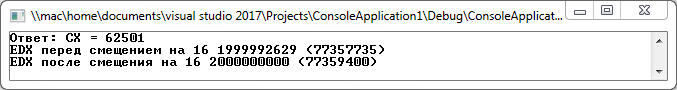 \\mac\home\documents\visual studio 2017\Projects\ConsoleApplication1\Debug\ConsoleApplicat...
Ответ: CX = 62501
EDX перед смещением на 16 1999992629 (77357735)
EDX после смещения на 16 2000000000 (77359400)